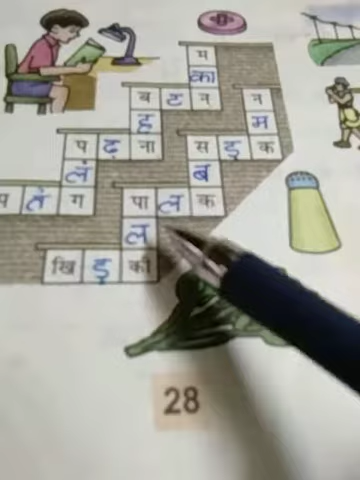 म
का
ब ट न न
ह म
प ढ़ ना स ड़ क
लं ब
प लं ग पा ल क
ल
खि ड़ की
28